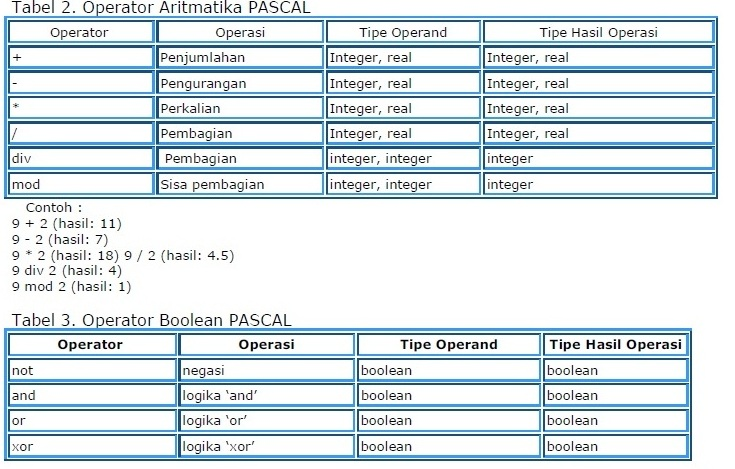 Tabel 2. Operator Aritmatika PASCAL
Operator Operasi Tipe Operand Tipe Hasil Operasi
+ Penjumlahan Integer, real Integer, real
- Pengurangan Integer, real Integer, real
* Perkalian Integer, real Integer, real
/ Pembagian Integer, real Integer, real
div Pembagian integer, integer integer
mod Sisa pembagian integer, integer integer
Contoh :
9 + 2 (hasil: 11)
9 - 2 (hasil: 7)
9 * 2 (hasil: 18) 9 / 2 (hasil: 4.5)
9 div 2 (hasil: 4)
9 mod 2 (hasil: 1)
Tabel 3. Operator Boolean PASCAL
Operator Operasi Tipe Operand Tipe Hasil Operasi
not negasi boolean boolean
and logika ‘and’ boolean boolean
or logika ‘or’ boolean boolean
xor logika ‘xor’ boolean boolean